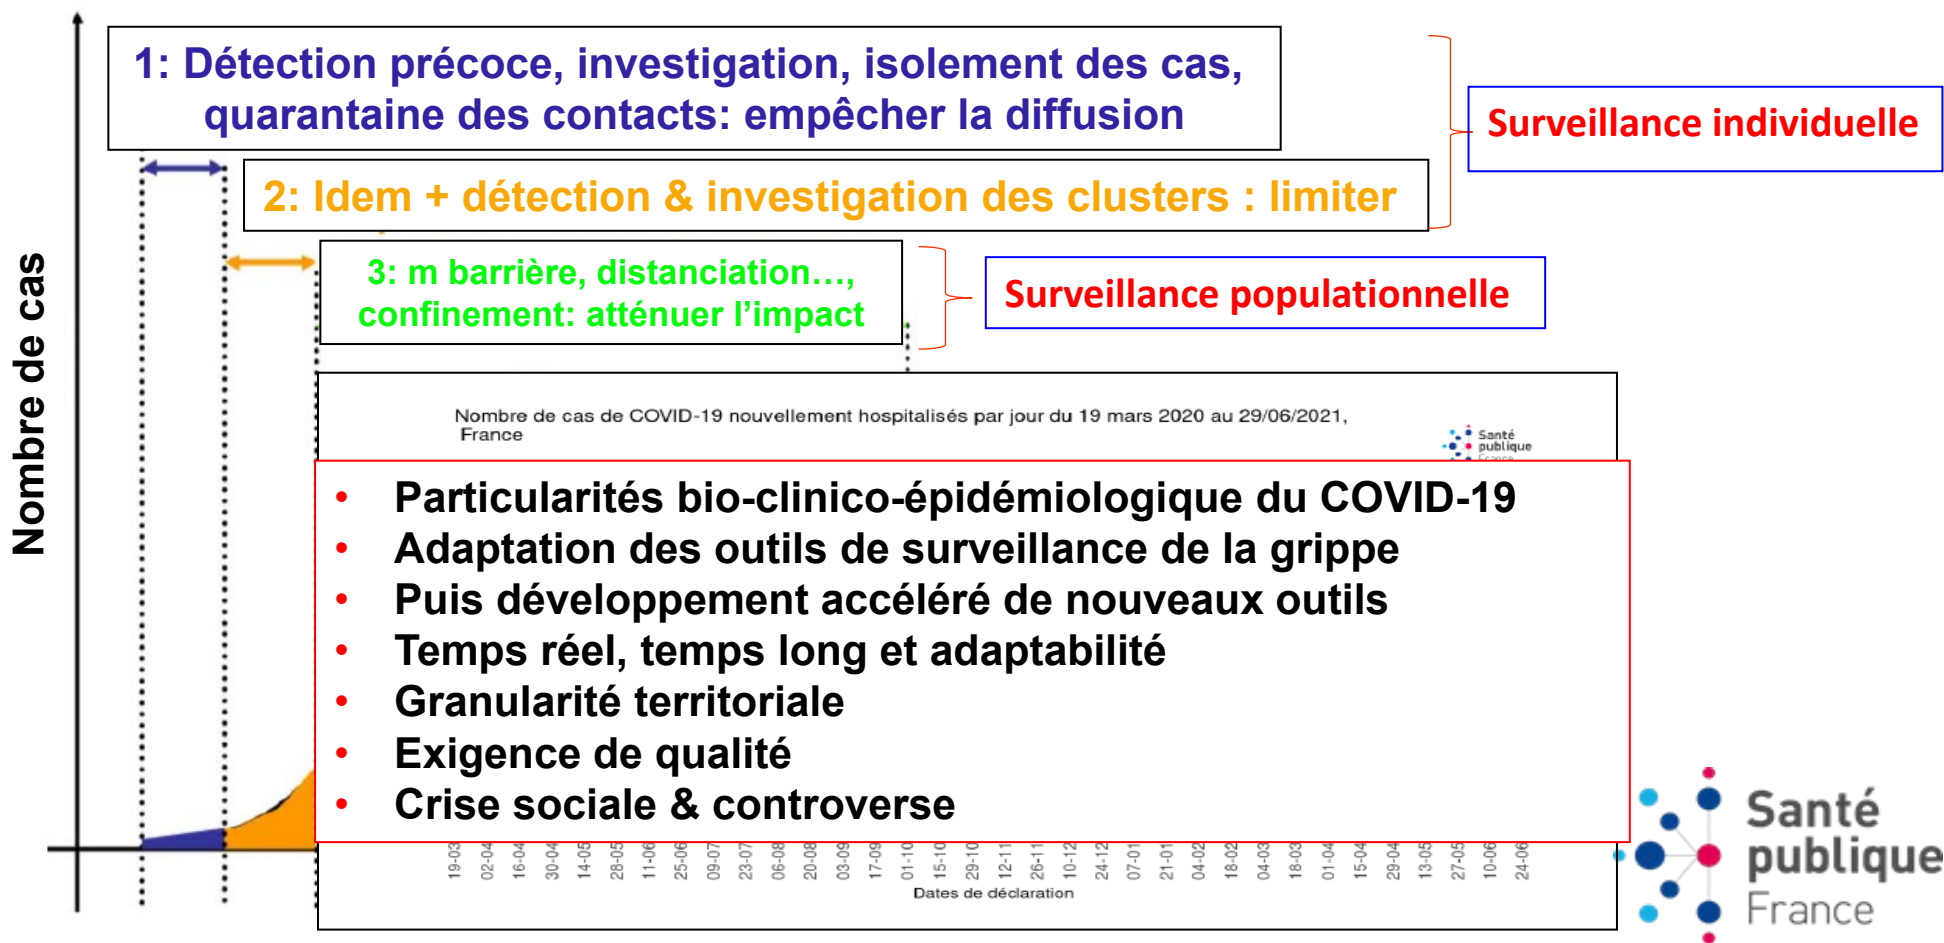 1: Détection précoce, investigation, isolement des cas,
quarantaine des contacts: empêcher la diffusion
Surveillance individuelle
2: Idem + détection & investigation des clusters : limiter
3: m barrière, distanciation…,
confinement: atténuer l’impact
Surveillance populationnelle
Nombre de cas
Nombre de cas de COVID-19 nouvellement hospitalisés par jour du 19 mars 2020 au 29/06/2021,
France
Santé
publique
France
• Particularités bio-clinico-épidémiologique du COVID-19
• Adaptation des outils de surveillance de la grippe
• Puis développement accéléré de nouveaux outils
• Temps réel, temps long et adaptabilité
• Granularité territoriale
• Exigence de qualité
• Crise sociale & controverse
19-03 02-04 16-04 30-04 14-05 28-05 11-06 25-06 09-07 23-07 06-08 20-08 03-09 17-09 01-10 15-10 29-10 12-11 26-11 10-12 24-12 07-01 21-01 04-02 18-02 04-03 18-03 01-04 15-04 29-04 13-05 27-05 10-06 24-06
Dates de déclaration
Santé
publique
France